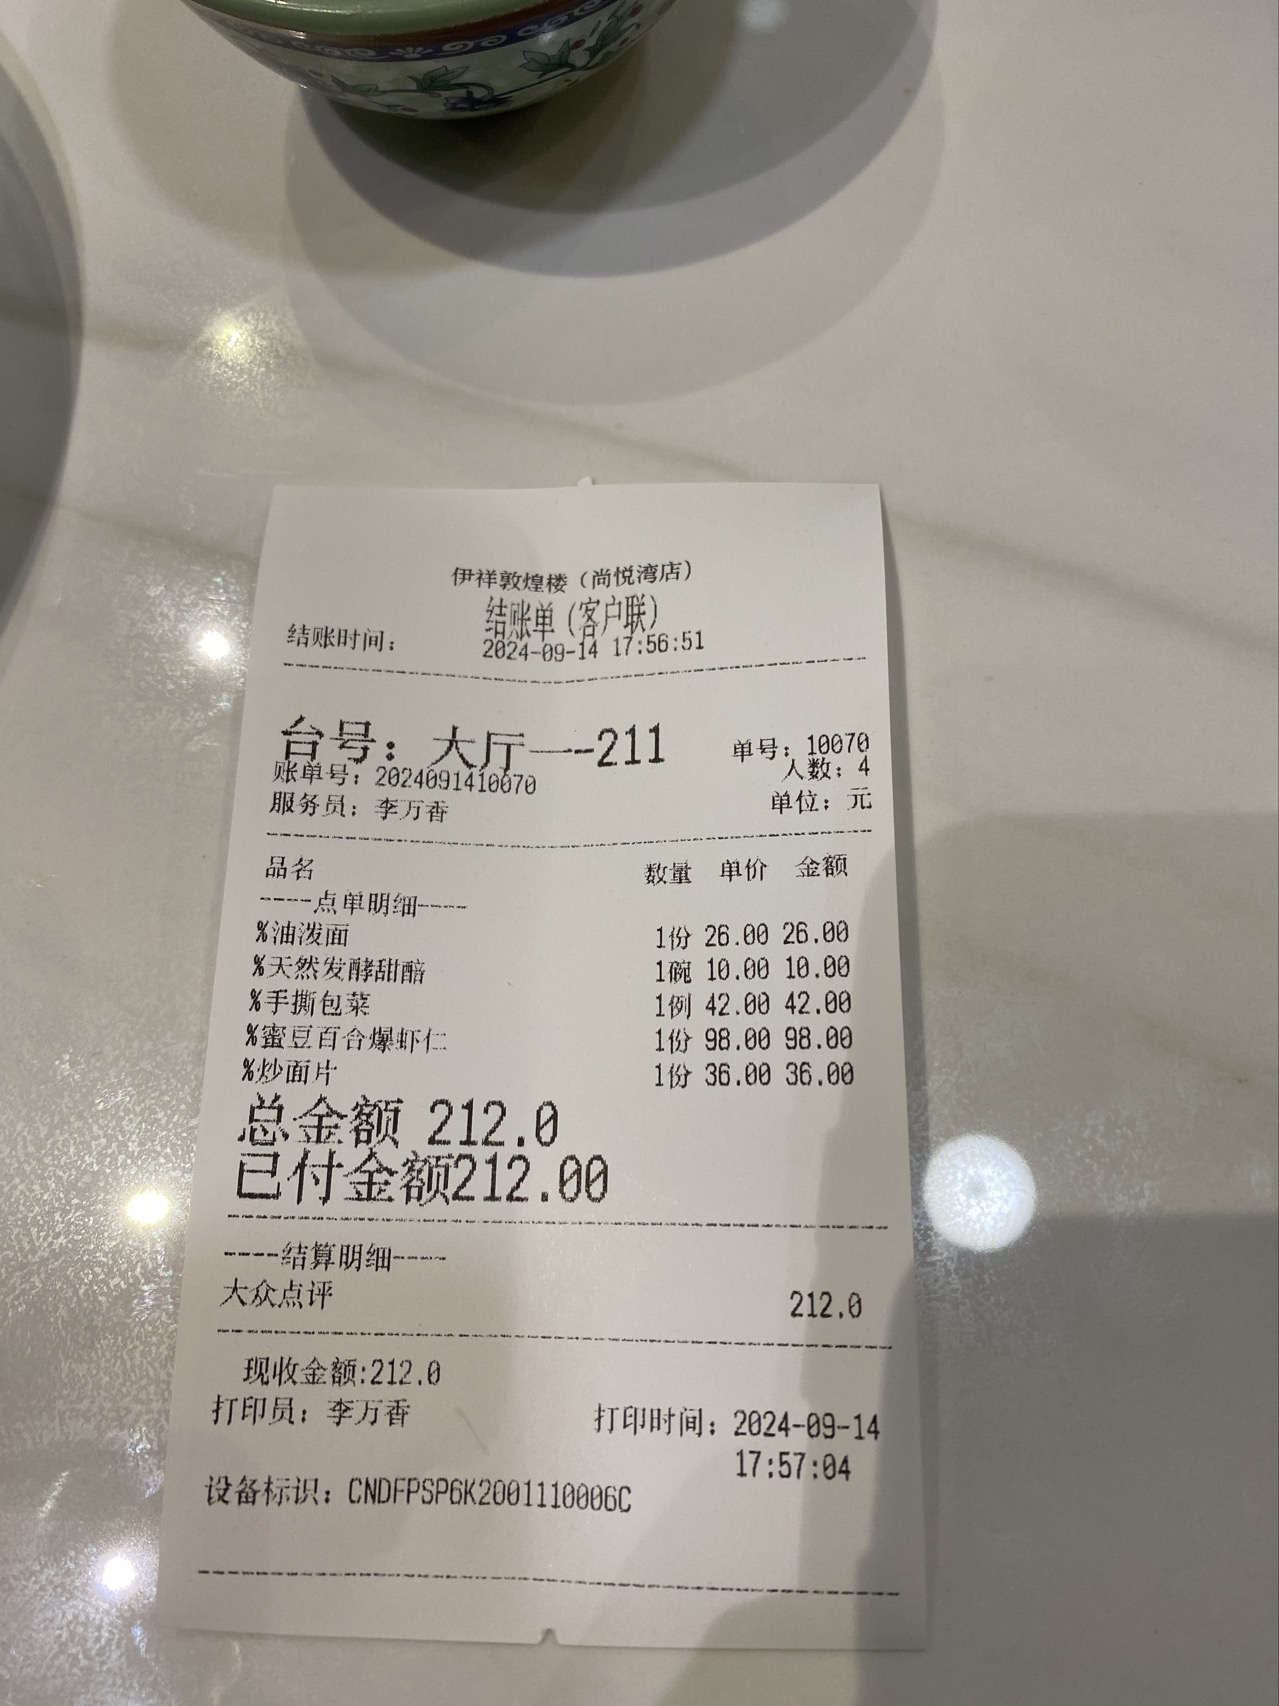 伊祥敦煌楼（尚悦湾店）
结账单（客户联）
结账时间： 2024-09-14 17:56:51
台号：大厅一--211 单号：10070
账单号：2024091410070 人数：4
服务员：李万香 单位：元
品名 数量 单价 金额
----点单明细----
%油泼面 1份 26.00 26.00
%天然发酵甜醅 1碗 10.00 10.00
%手撕包菜 1例 42.00 42.00
%蜜豆百合爆虾仁 1份 98.00 98.00
%炒面片 1份 36.00 36.00
总金额 212.0
已付金额212.00
----结算明细----
大众点评 212.0
现收金额:212.0
打印员：李万香 打印时间：2024-09-14
17:57:04
设备标识：CNDFPSP6K2001110006C